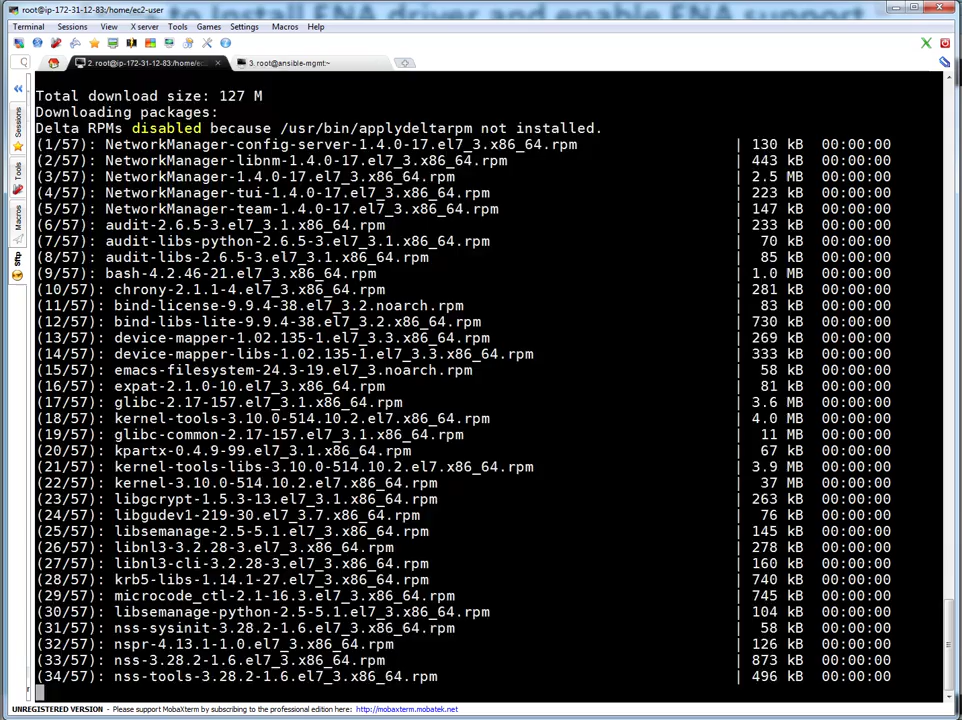 to Install ENA driver and enable ENA support
root@ip-172-31-12-83:/home/ec2-user
Terminal Sessions View X server Tools Games Settings Macros Help
2. root@ip-172-31-12-83:/home/ec...
3. root@ansible-mgmt:~
Sessions
Tools
Macros
Sftp
Total download size: 127 M
Downloading packages:
Delta RPMs disabled because /usr/bin/applydeltarpm not installed.
(1/57): NetworkManager-config-server-1.4.0-17.el7_3.x86_64.rpm | 130 kB 00:00:00
(2/57): NetworkManager-libnm-1.4.0-17.el7_3.x86_64.rpm | 443 kB 00:00:00
(3/57): NetworkManager-1.4.0-17.el7_3.x86_64.rpm | 2.5 MB 00:00:00
(4/57): NetworkManager-tui-1.4.0-17.el7_3.x86_64.rpm | 223 kB 00:00:00
(5/57): NetworkManager-team-1.4.0-17.el7_3.x86_64.rpm | 147 kB 00:00:00
(6/57): audit-2.6.5-3.el7_3.1.x86_64.rpm | 233 kB 00:00:00
(7/57): audit-libs-python-2.6.5-3.el7_3.1.x86_64.rpm | 70 kB 00:00:00
(8/57): audit-libs-2.6.5-3.el7_3.1.x86_64.rpm | 85 kB 00:00:00
(9/57): bash-4.2.46-21.el7_3.x86_64.rpm | 1.0 MB 00:00:00
(10/57): chrony-2.1.1-4.el7_3.x86_64.rpm | 281 kB 00:00:00
(11/57): bind-license-9.9.4-38.el7_3.2.noarch.rpm | 83 kB 00:00:00
(12/57): bind-libs-lite-9.9.4-38.el7_3.2.x86_64.rpm | 730 kB 00:00:00
(13/57): device-mapper-1.02.135-1.el7_3.3.x86_64.rpm | 269 kB 00:00:00
(14/57): device-mapper-libs-1.02.135-1.el7_3.3.x86_64.rpm | 333 kB 00:00:00
(15/57): emacs-filesystem-24.3-19.el7_3.noarch.rpm | 58 kB 00:00:00
(16/57): expat-2.1.0-10.el7_3.x86_64.rpm | 81 kB 00:00:00
(17/57): glibc-2.17-157.el7_3.1.x86_64.rpm | 3.6 MB 00:00:00
(18/57): kernel-tools-3.10.0-514.10.2.el7.x86_64.rpm | 4.0 MB 00:00:00
(19/57): glibc-common-2.17-157.el7_3.1.x86_64.rpm | 11 MB 00:00:00
(20/57): kpartx-0.4.9-99.el7_3.1.x86_64.rpm | 67 kB 00:00:00
(21/57): kernel-tools-libs-3.10.0-514.10.2.el7.x86_64.rpm | 3.9 MB 00:00:00
(22/57): kernel-3.10.0-514.10.2.el7.x86_64.rpm | 37 MB 00:00:00
(23/57): libgcrypt-1.5.3-13.el7_3.1.x86_64.rpm | 263 kB 00:00:00
(24/57): libgudev1-219-30.el7_3.7.x86_64.rpm | 76 kB 00:00:00
(25/57): libsemanage-2.5-5.1.el7_3.x86_64.rpm | 145 kB 00:00:00
(26/57): libnl3-3.2.28-3.el7_3.x86_64.rpm | 278 kB 00:00:00
(27/57): libnl3-cli-3.2.28-3.el7_3.x86_64.rpm | 160 kB 00:00:00
(28/57): krb5-libs-1.14.1-27.el7_3.x86_64.rpm | 740 kB 00:00:00
(29/57): microcode_ctl-2.1-16.3.el7_3.x86_64.rpm | 745 kB 00:00:00
(30/57): libsemanage-python-2.5-5.1.el7_3.x86_64.rpm | 104 kB 00:00:00
(31/57): nss-sysinit-3.28.2-1.6.el7_3.x86_64.rpm | 58 kB 00:00:00
(32/57): nspr-4.13.1-1.0.el7_3.x86_64.rpm | 126 kB 00:00:00
(33/57): nss-3.28.2-1.6.el7_3.x86_64.rpm | 873 kB 00:00:00
(34/57): nss-tools-3.28.2-1.6.el7_3.x86_64.rpm | 496 kB 00:00:00
UNREGISTERED VERSION - Please support MobaXterm by subscribing to the professional edition here: http://mobaxterm.mobatek.net